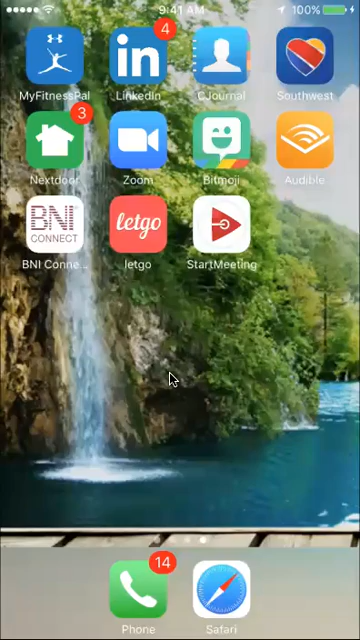 9:41 AM 100%
4
MyFitnessPal LinkedIn CJournal Southwest
3
Nextdoor Zoom Bitmoji Audible
BNI CONNECT letgo
BNI Conne... letgo StartMeeting
14
Phone Safari